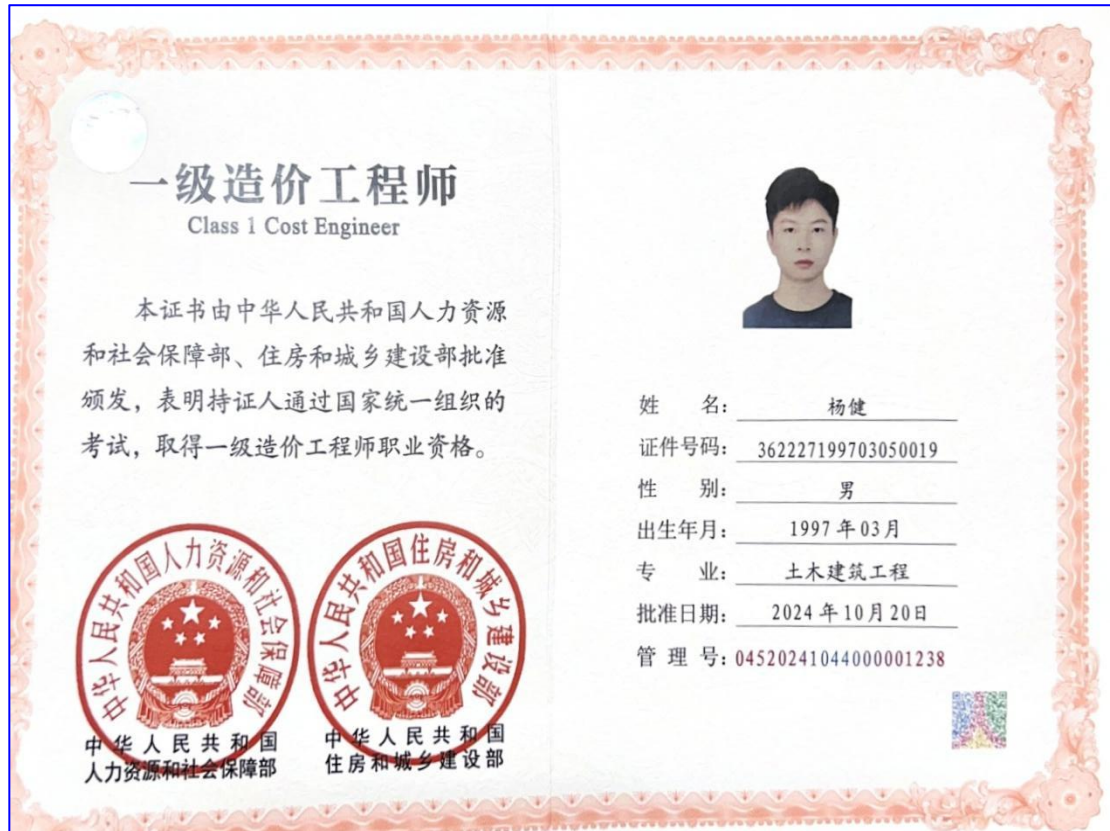 一级造价工程师
Class 1 Cost Engineer
本证书由中华人民共和国人力资源
和社会保障部、住房和城乡建设部批准
颁发，表明持证人通过国家统一组织的
考试，取得一级造价工程师职业资格。
中华人民共和国人力资源和社会保障部
中华人民共和国
人力资源和社会保障部
中华人民共和国住房和城乡建设部
中华人民共和国
住房和城乡建设部
姓 名：杨健
证件号码：362227199703050019
性 别：男
出生年月：1997年03月
专 业：土木建筑工程
批准日期：2024年10月20日
管 理 号：04520241044000001238